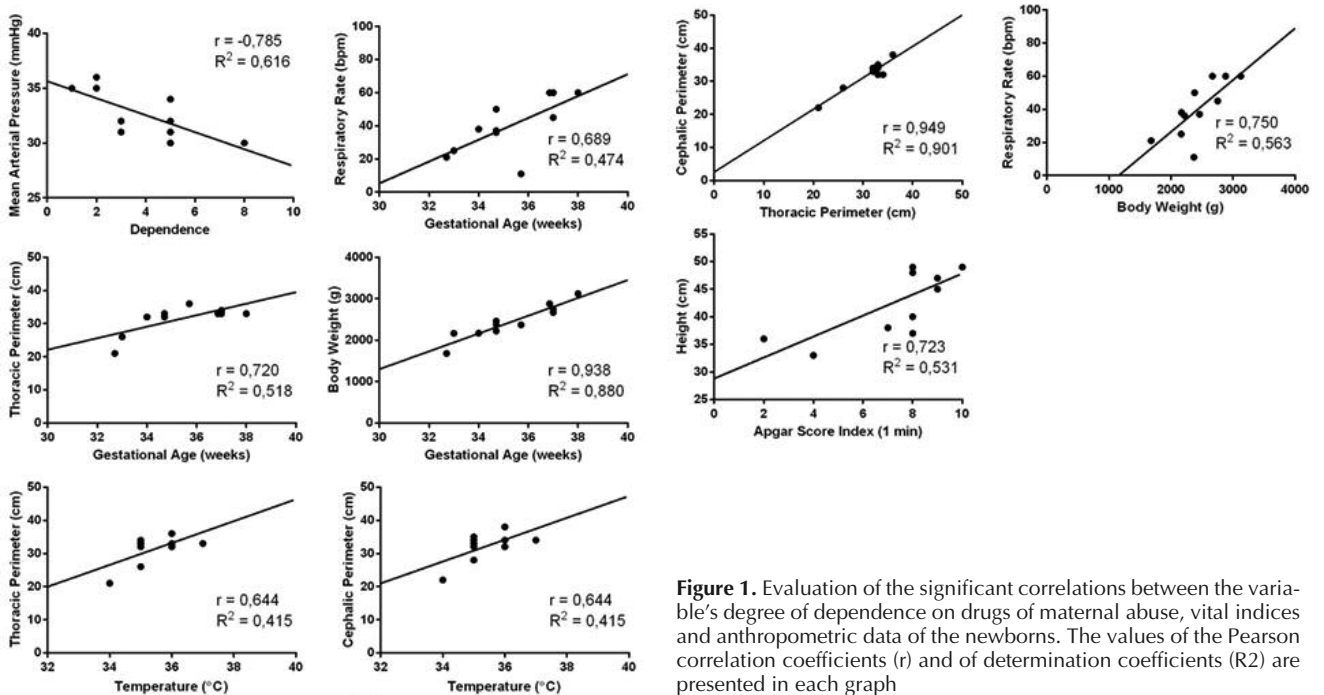 Mean Arterial Pressure (mmHg)
35
30
25
r = -0,785
R² = 0,616
0 2 4 6 8 10
Dependence
Respiratory Rate (bpm)
100
80
60
40
20
0
r = 0,689
R² = 0,474
30 32 34 36 38 40
Gestational Age (weeks)
Cephalic Perimeter (cm)
50
40
30
20
10
0
r = 0,949
R² = 0,901
0 10 20 30 40 50
Thoracic Perimeter (cm)
Respiratory Rate (bpm)
100
80
60
40
20
0
r = 0,750
R² = 0,563
0 1000 2000 3000 4000
Body Weight (g)
Thoracic Perimeter (cm)
50
40
30
20
10
0
r = 0,720
R² = 0,518
30 32 34 36 38 40
Gestational Age (weeks)
Body Weight (g)
4000
3000
2000
1000
0
r = 0,938
R² = 0,880
30 32 34 36 38 40
Gestational Age (weeks)
Height (cm)
55
50
45
40
35
30
25
r = 0,723
R² = 0,531
0 2 4 6 8 10
Apgar Score Index (1 min)
Thoracic Perimeter (cm)
50
40
30
20
10
0
r = 0,644
R² = 0,415
32 34 36 38 40
Temperature (°C)
Cephalic Perimeter (cm)
50
40
30
20
10
0
r = 0,644
R² = 0,415
32 34 36 38 40
Temperature (°C)
Figure 1. Evaluation of the significant correlations between the varia-
ble's degree of dependence on drugs of maternal abuse, vital indices
and anthropometric data of the newborns. The values of the Pearson
correlation coefficients (r) and of determination coefficients (R2) are
presented in each graph